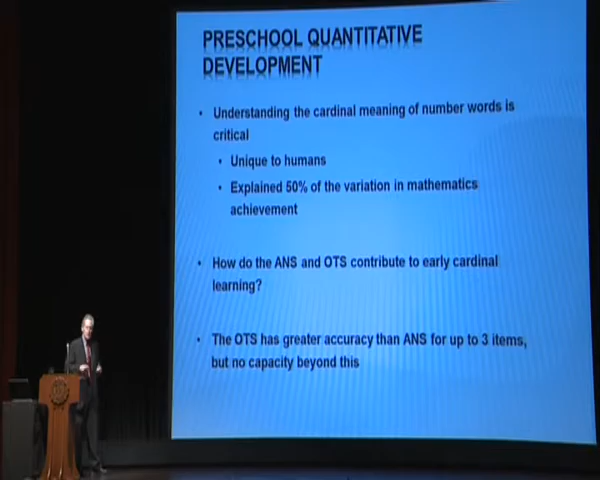 PRESCHOOL QUANTITATIVE
DEVELOPMENT
• Understanding the cardinal meaning of number words is
critical
• Unique to humans
• Explained 50% of the variation in mathematics
achievement
• How do the ANS and OTS contribute to early cardinal
learning?
• The OTS has greater accuracy than ANS for up to 3 items,
but no capacity beyond this